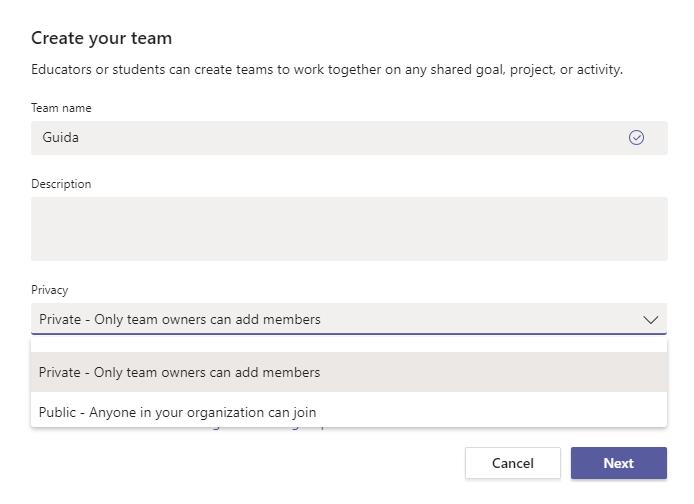 Create your team
Educators or students can create teams to work together on any shared goal, project, or activity.
Team name
Guida
Description
Privacy
Private - Only team owners can add members
Private - Only team owners can add members
Public - Anyone in your organization can join
Cancel
Next